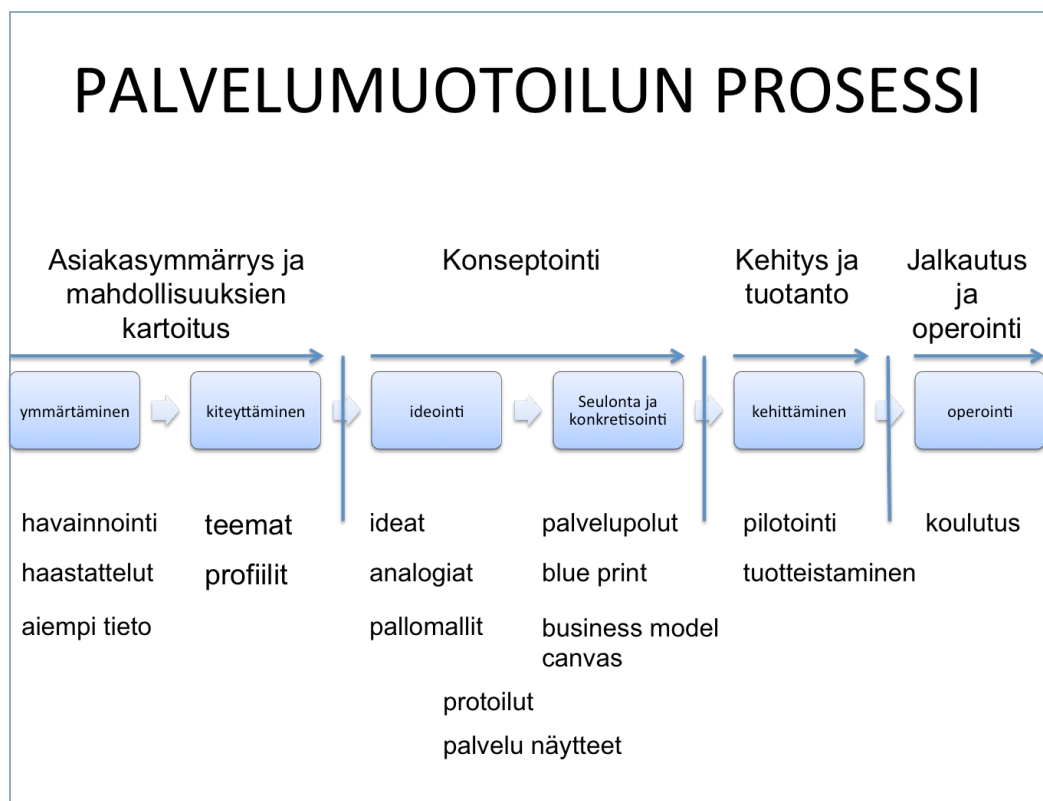 PALVELUMUOTOILUN PROSESSI
Asiakasymmärrys ja
mahdollisuuksien
kartoitus
Konseptointi
Kehitys ja
tuotanto
Jalkautus
ja
operointi
ymmärtäminen
kiteyttäminen
ideointi
Seulonta ja
konkretisointi
kehittäminen
operointi
havainnointi
haastattelut
aiempi tieto
teemat
profiilit
ideat
analogiat
pallomallit
palvelupolut
blue print
business model
canvas
protoilut
palvelu näytteet
pilotointi
tuotteistaminen
koulutus